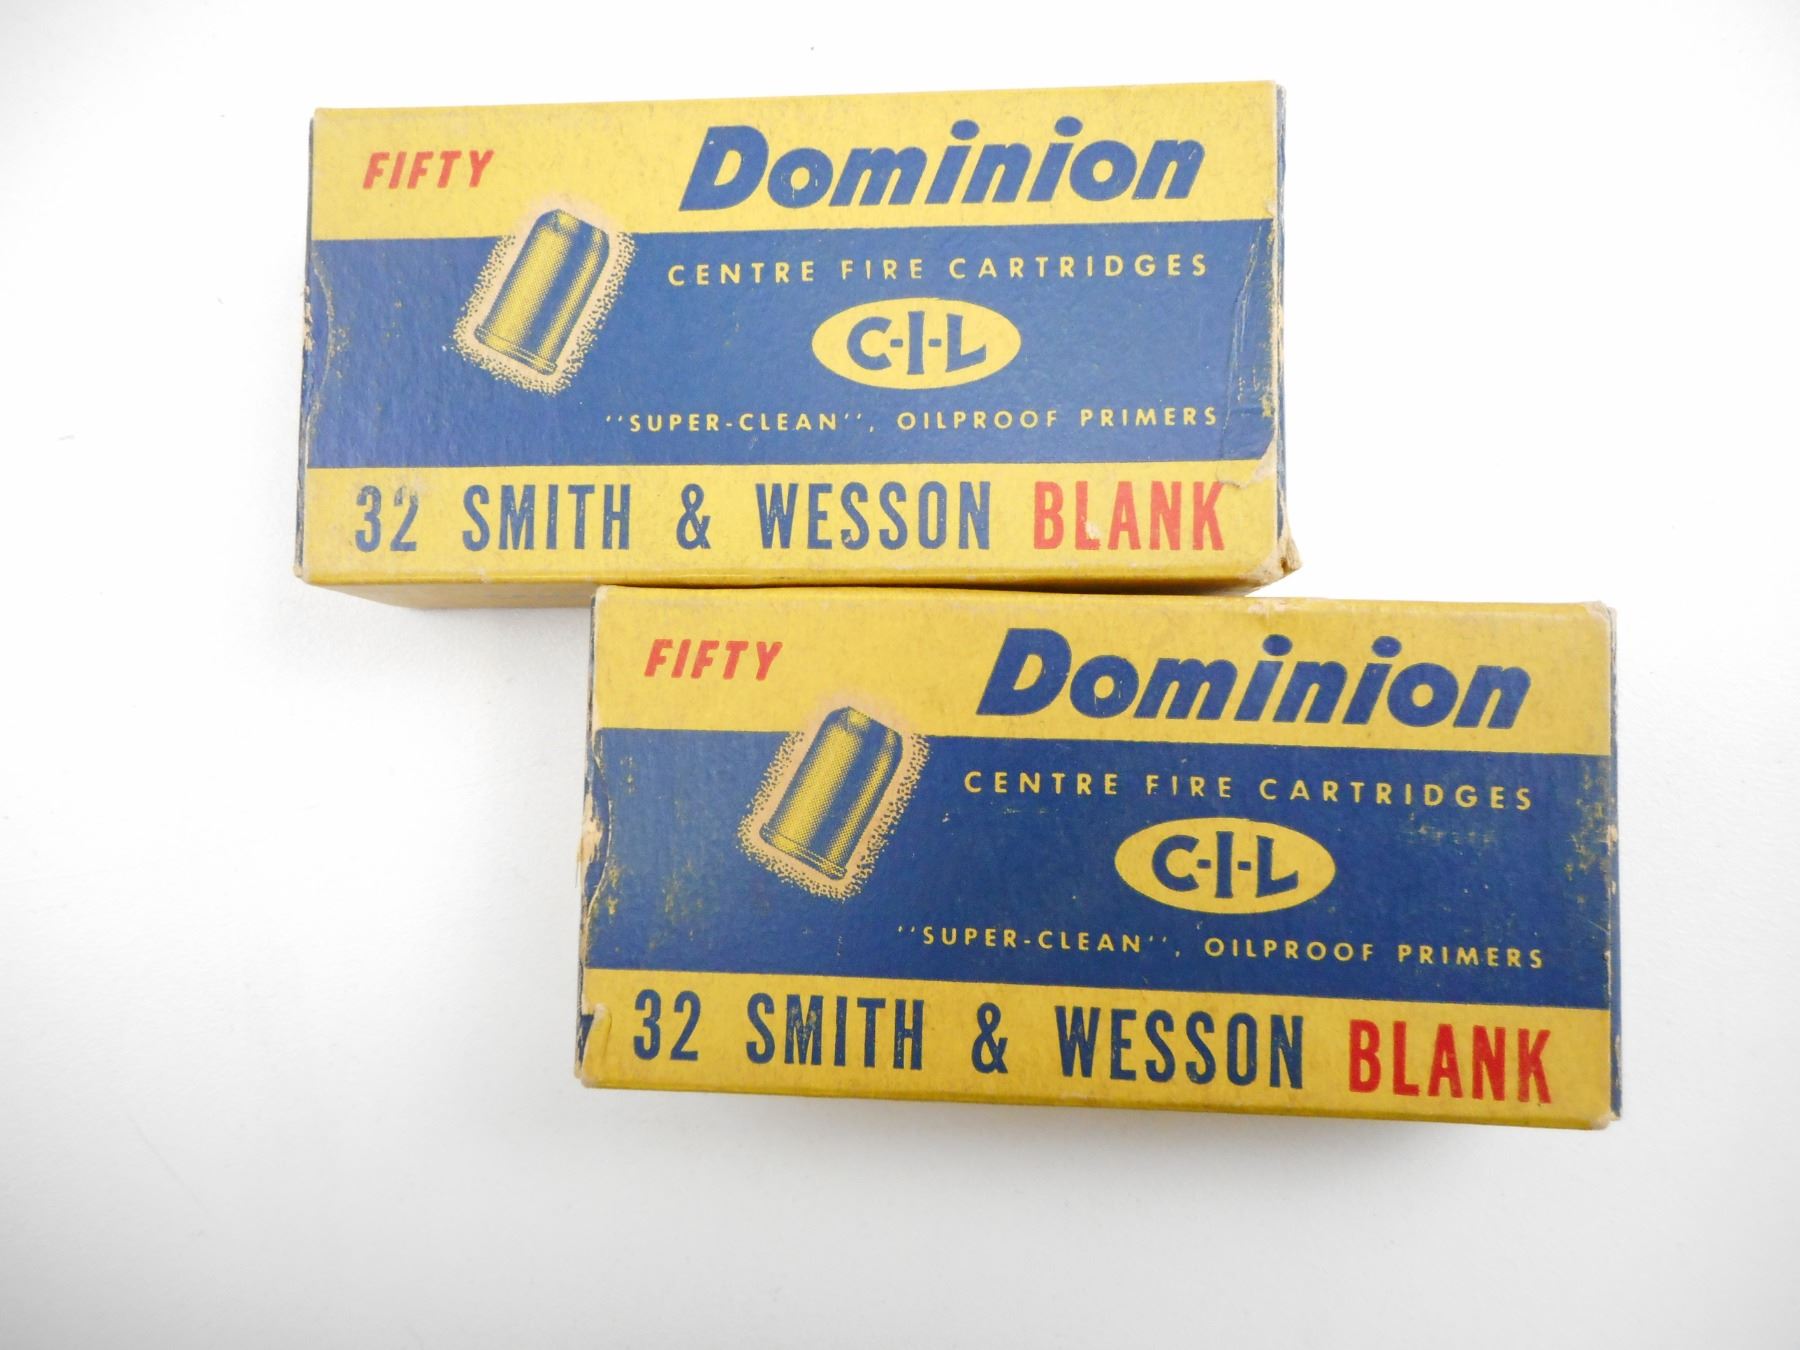 FIFTY
Dominion
CENTRE FIRE CARTRIDGES
C-I-L
"SUPER-CLEAN", OILPROOF PRIMERS
32 SMITH & WESSON BLANK
FIFTY
Dominion
CENTRE FIRE CARTRIDGES
C-I-L
"SUPER-CLEAN", OILPROOF PRIMERS
32 SMITH & WESSON BLANK